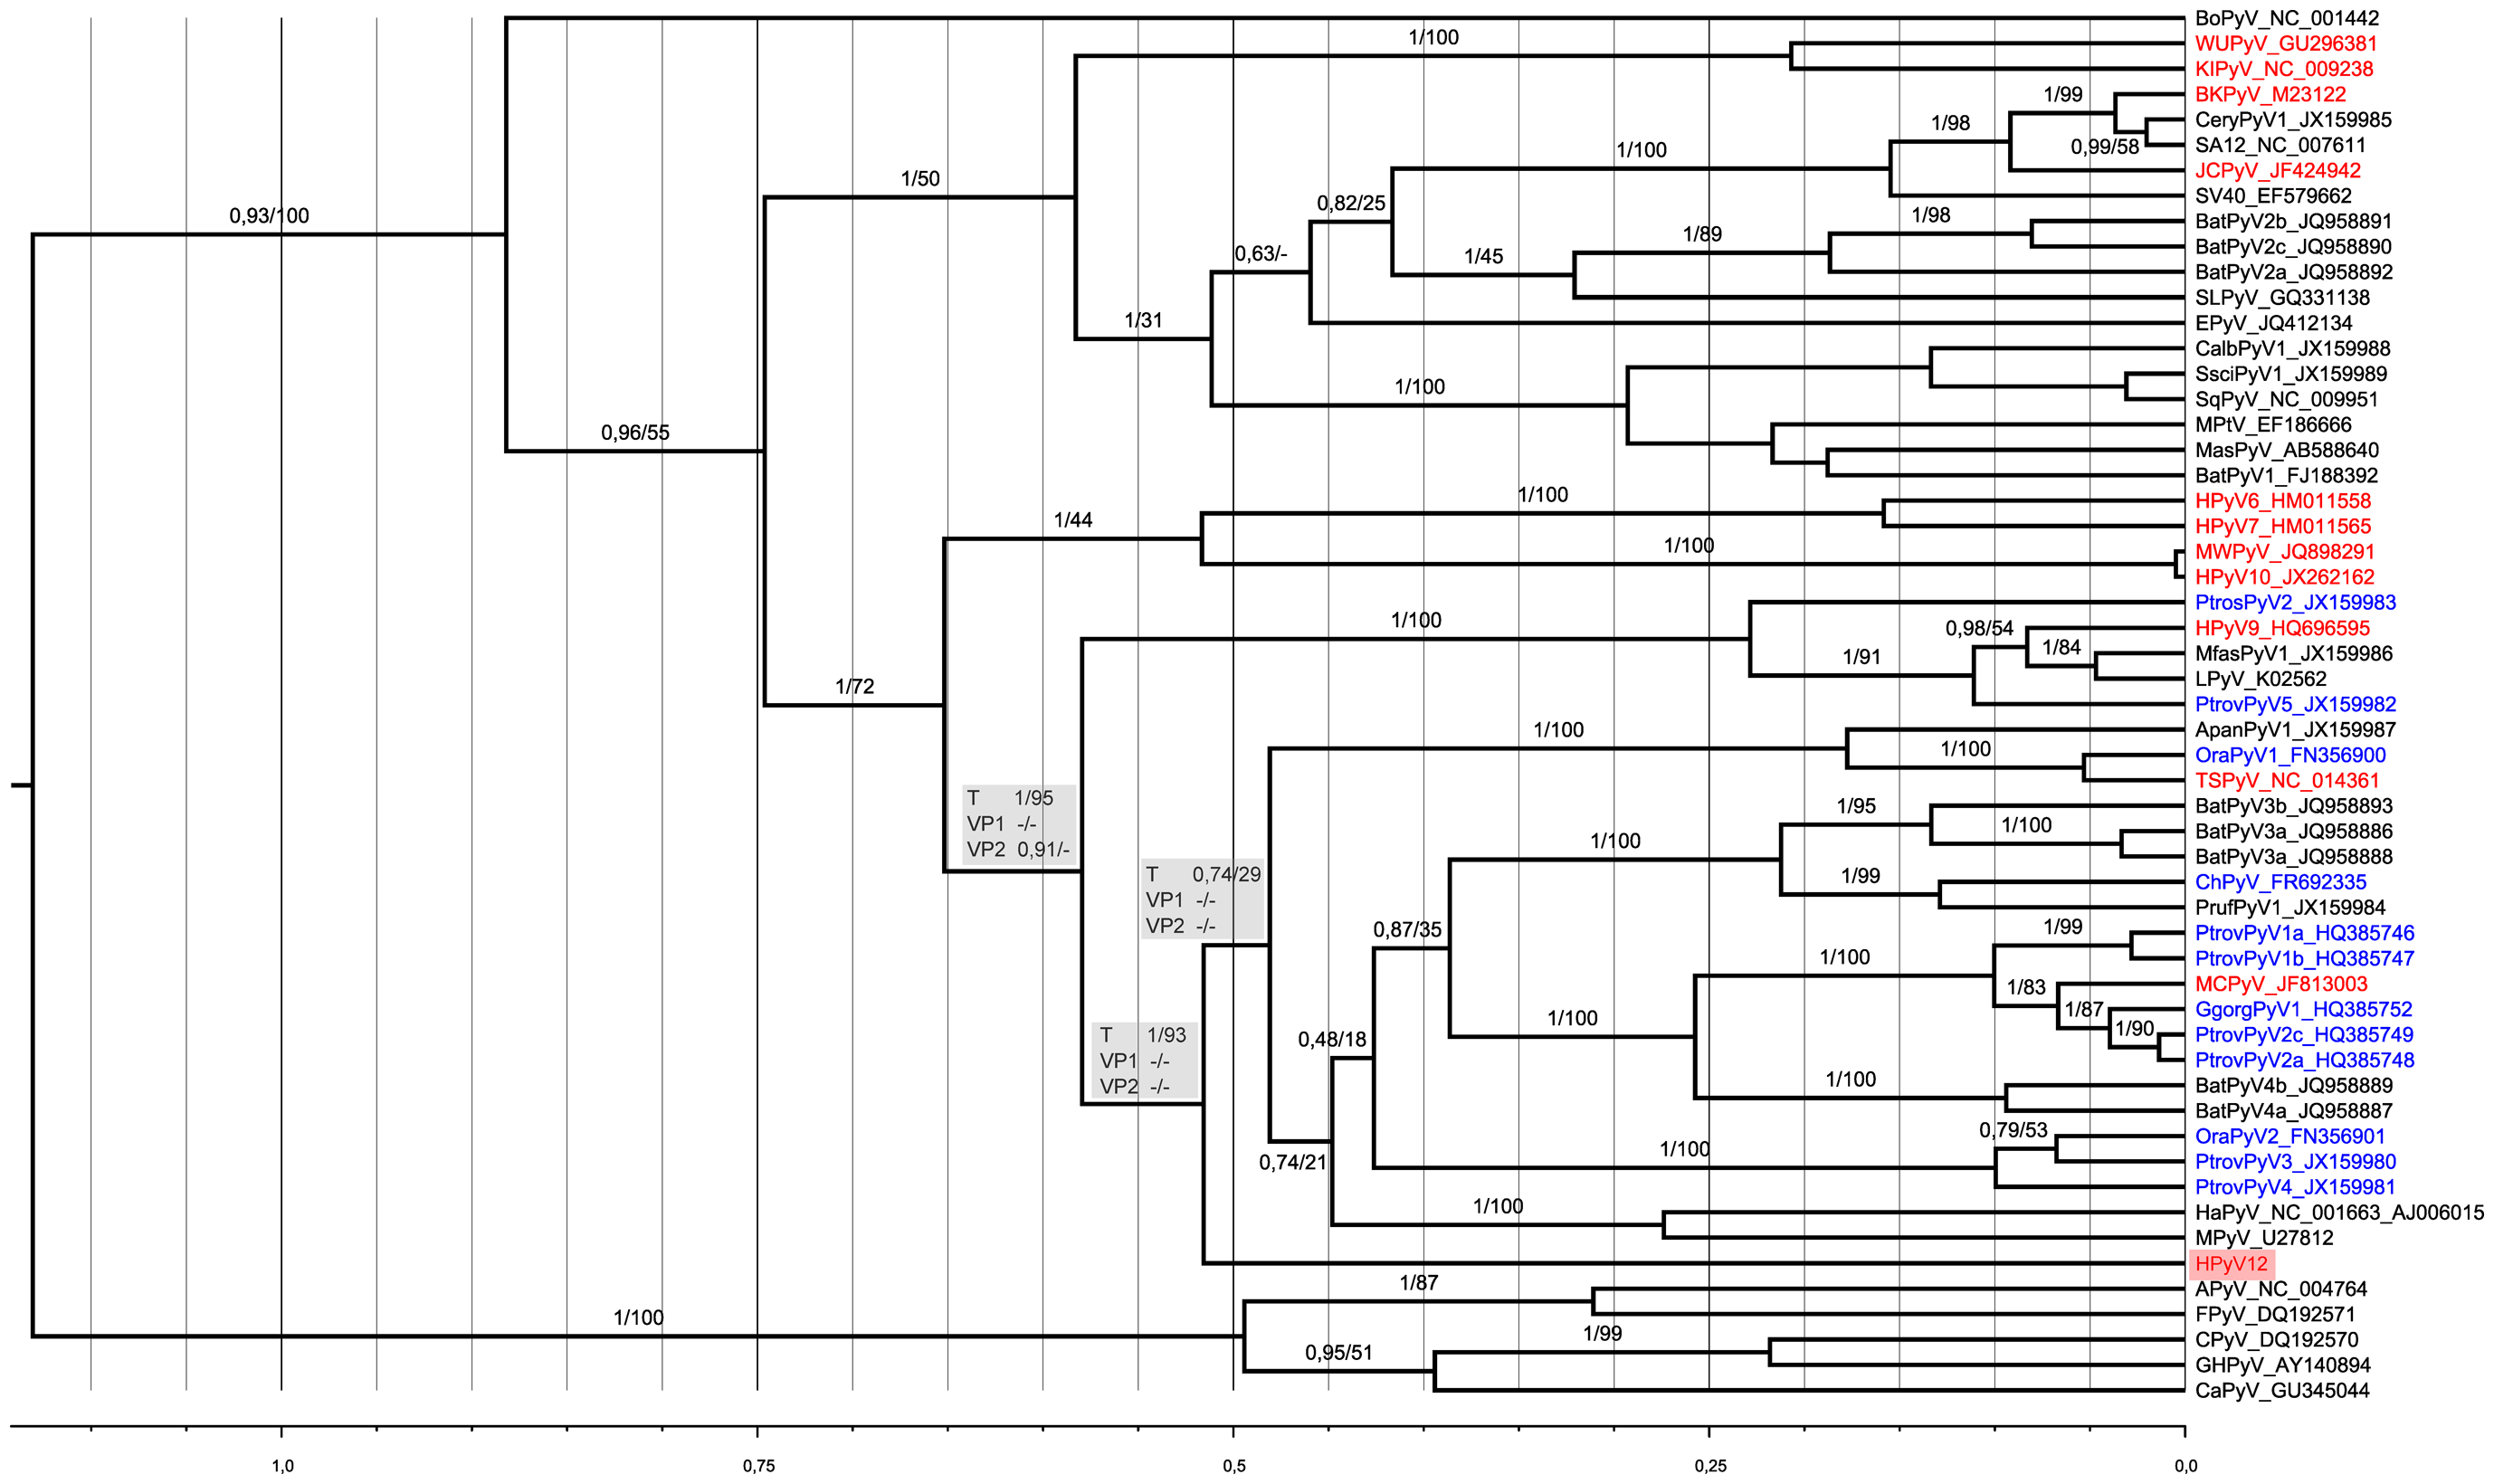 BoPyV_NC_001442
1/100
WUPyV_GU296381
KIPyV_NC_009238
1/99
BKPyV_M23122
1/98
CeryPyV1_JX159985
0,99/58
SA12_NC_007611
1/100
JCPyV_JF424942
1/50
SV40_EF579662
0,82/25
0,93/100
1/98
BatPyV2b_JQ958891
1/89
BatPyV2c_JQ958890
0,63/-
1/45
BatPyV2a_JQ958892
SLPyV_GQ331138
1/31
EPyV_JQ412134
CalbPyV1_JX159988
SsciPyV1_JX159989
1/100
SqPyV_NC_009951
0,96/55
MPtV_EF186666
MasPyV_AB588640
BatPyV1_FJ188392
1/100
HPyV6_HM011558
1/44
HPyV7_HM011565
1/100
MWPyV_JQ898291
HPyV10_JX262162
PtrosPyV2_JX159983
1/100
0,98/54
HPyV9_HQ696595
1/84
MfasPyV1_JX159986
1/91
LPyV_K02562
1/72
PtrovPyV5_JX159982
1/100
ApanPyV1_JX159987
1/100
OraPyV1_FN356900
TSPyV_NC_014361
T 1/95
VP1 -/-
VP2 0,91/-
1/95
BatPyV3b_JQ958893
1/100
BatPyV3a_JQ958886
1/100
BatPyV3a_JQ958888
T 0,74/29
VP1 -/-
VP2 -/-
1/99
ChPyV_FR692335
PrufPyV1_JX159984
0,87/35
1/99
PtrovPyV1a_HQ385746
1/100
PtrovPyV1b_HQ385747
1/83
MCPyV_JF813003
1/87
GgorgPyV1_HQ385752
1/100
1/90
PtrovPyV2c_HQ385749
0,48/18
T 1/93
VP1 -/-
VP2 -/-
PtrovPyV2a_HQ385748
1/100
BatPyV4b_JQ958889
BatPyV4a_JQ958887
0,79/53
OraPyV2_FN356901
1/100
PtrovPyV3_JX159980
0,74/21
PtrovPyV4_JX159981
1/100
HaPyV_NC_001663_AJ006015
MPyV_U27812
HPyV12
1/87
APyV_NC_004764
1/100
FPyV_DQ192571
1/99
CPyV_DQ192570
0,95/51
GHPyV_AY140894
CaPyV_GU345044
1,0 0,75 0,5 0,25 0,0